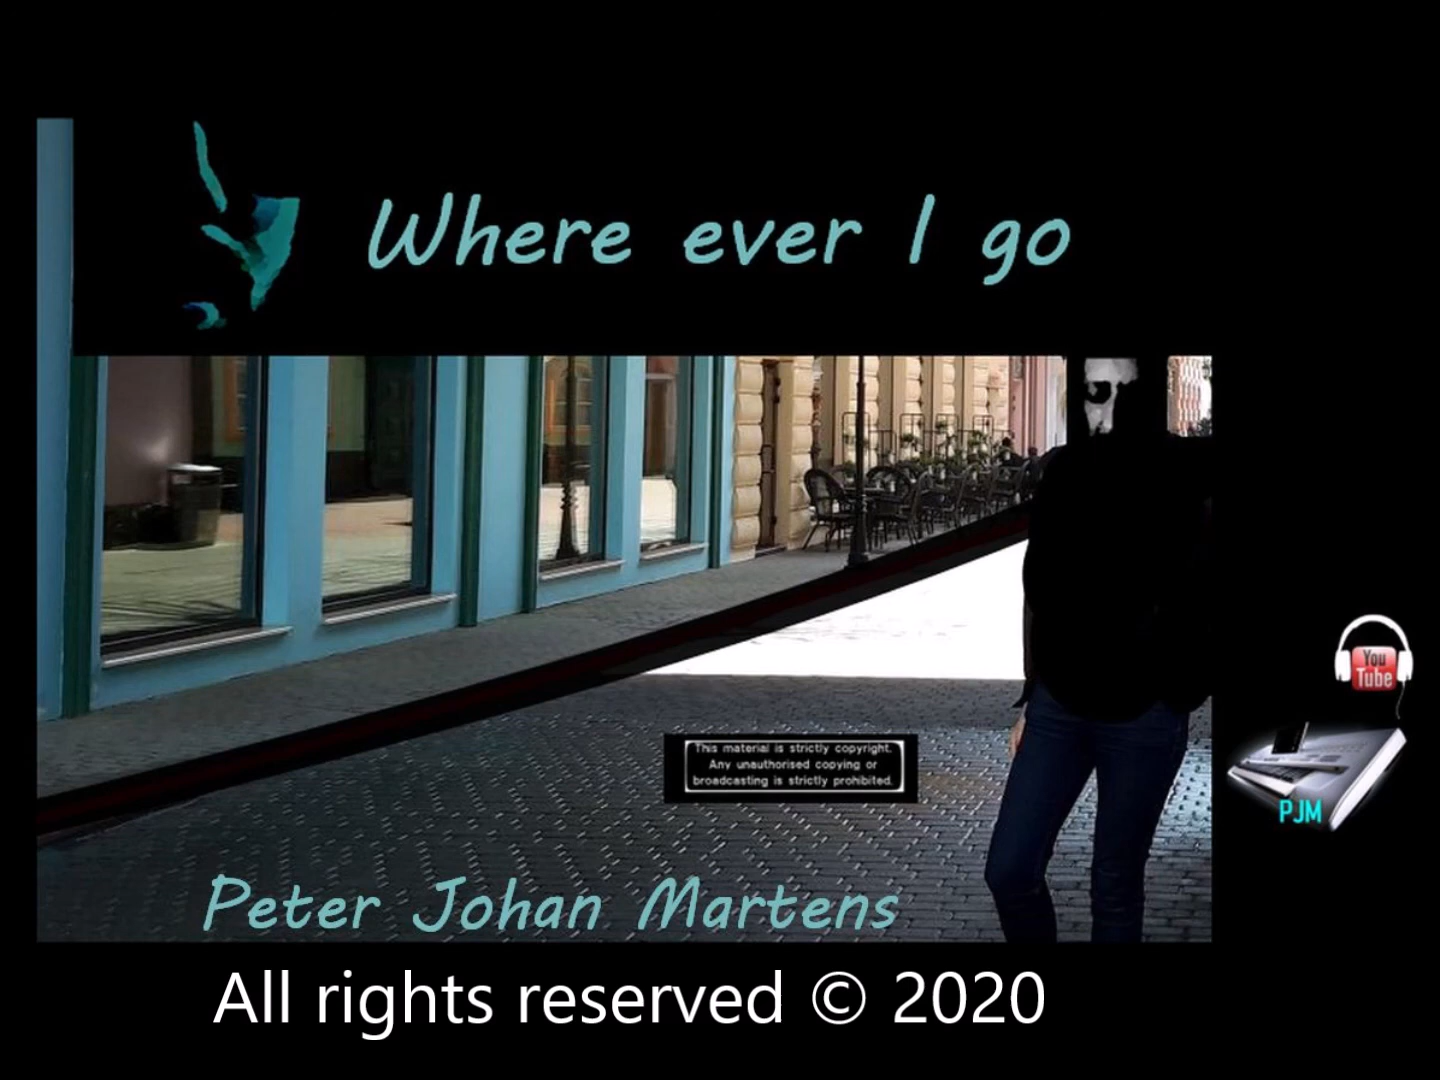 Where ever I go
You
Tube
This material is strictly copyright.
Any unauthorised copying or
broadcasting is strictly prohibited.
PJM
Peter Johan Martens
All rights reserved © 2020